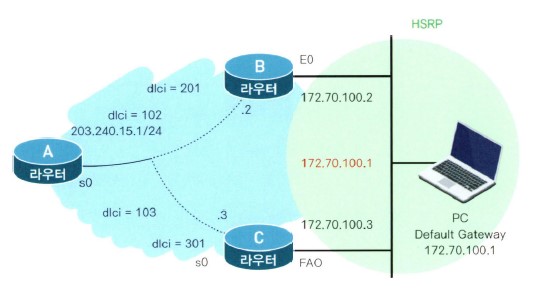 HSRP
B
라우터
E0
dlci = 201
172.70.100.2
.2
dlci = 102
203.240.15.1/24
A
라우터
s0
172.70.100.1
dlci = 103
.3
172.70.100.3
dlci = 301
C
라우터
s0
FAO
PC
Default Gateway
172.70.100.1